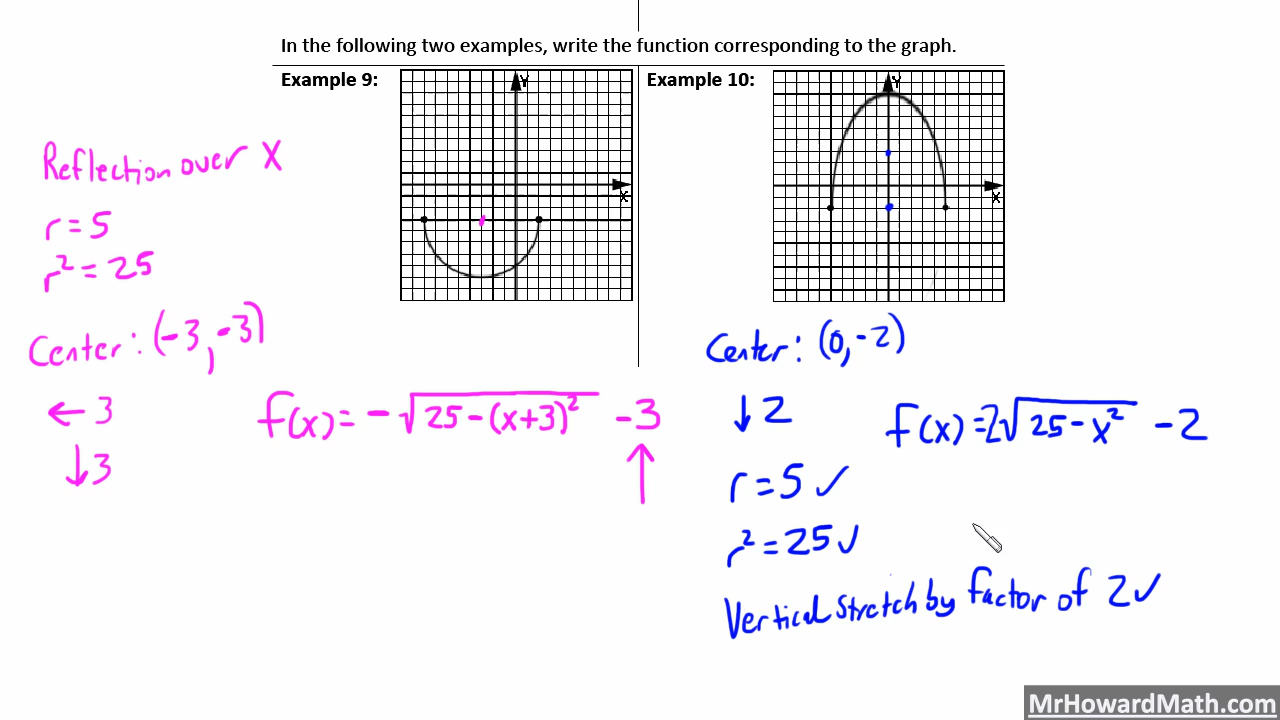 In the following two examples, write the function corresponding to the graph.
Example 9:
Y
X
Reflection over X
r = 5
r² = 25
Center: (-3, -3)
← 3
↓ 3
f(x) = -√25 - (x+3)² - 3
↑
Example 10:
Y
X
Center: (0, -2)
↓ 2
f(x) = 2√25 - x² - 2
r = 5 ✓
r² = 25 ✓
Vertical stretch by factor of 2 ✓
MrHowardMath.com